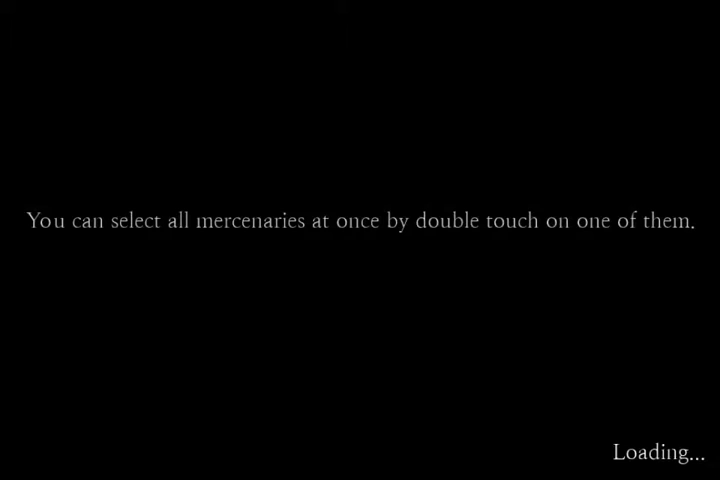 You can select all mercenaries at once by double touch on one of them.
Loading...